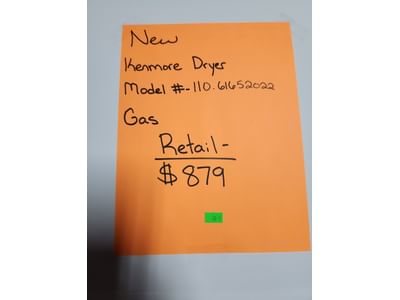 New
Kenmore Dryer
Model #-110.61652022
Gas
Retail-
$879